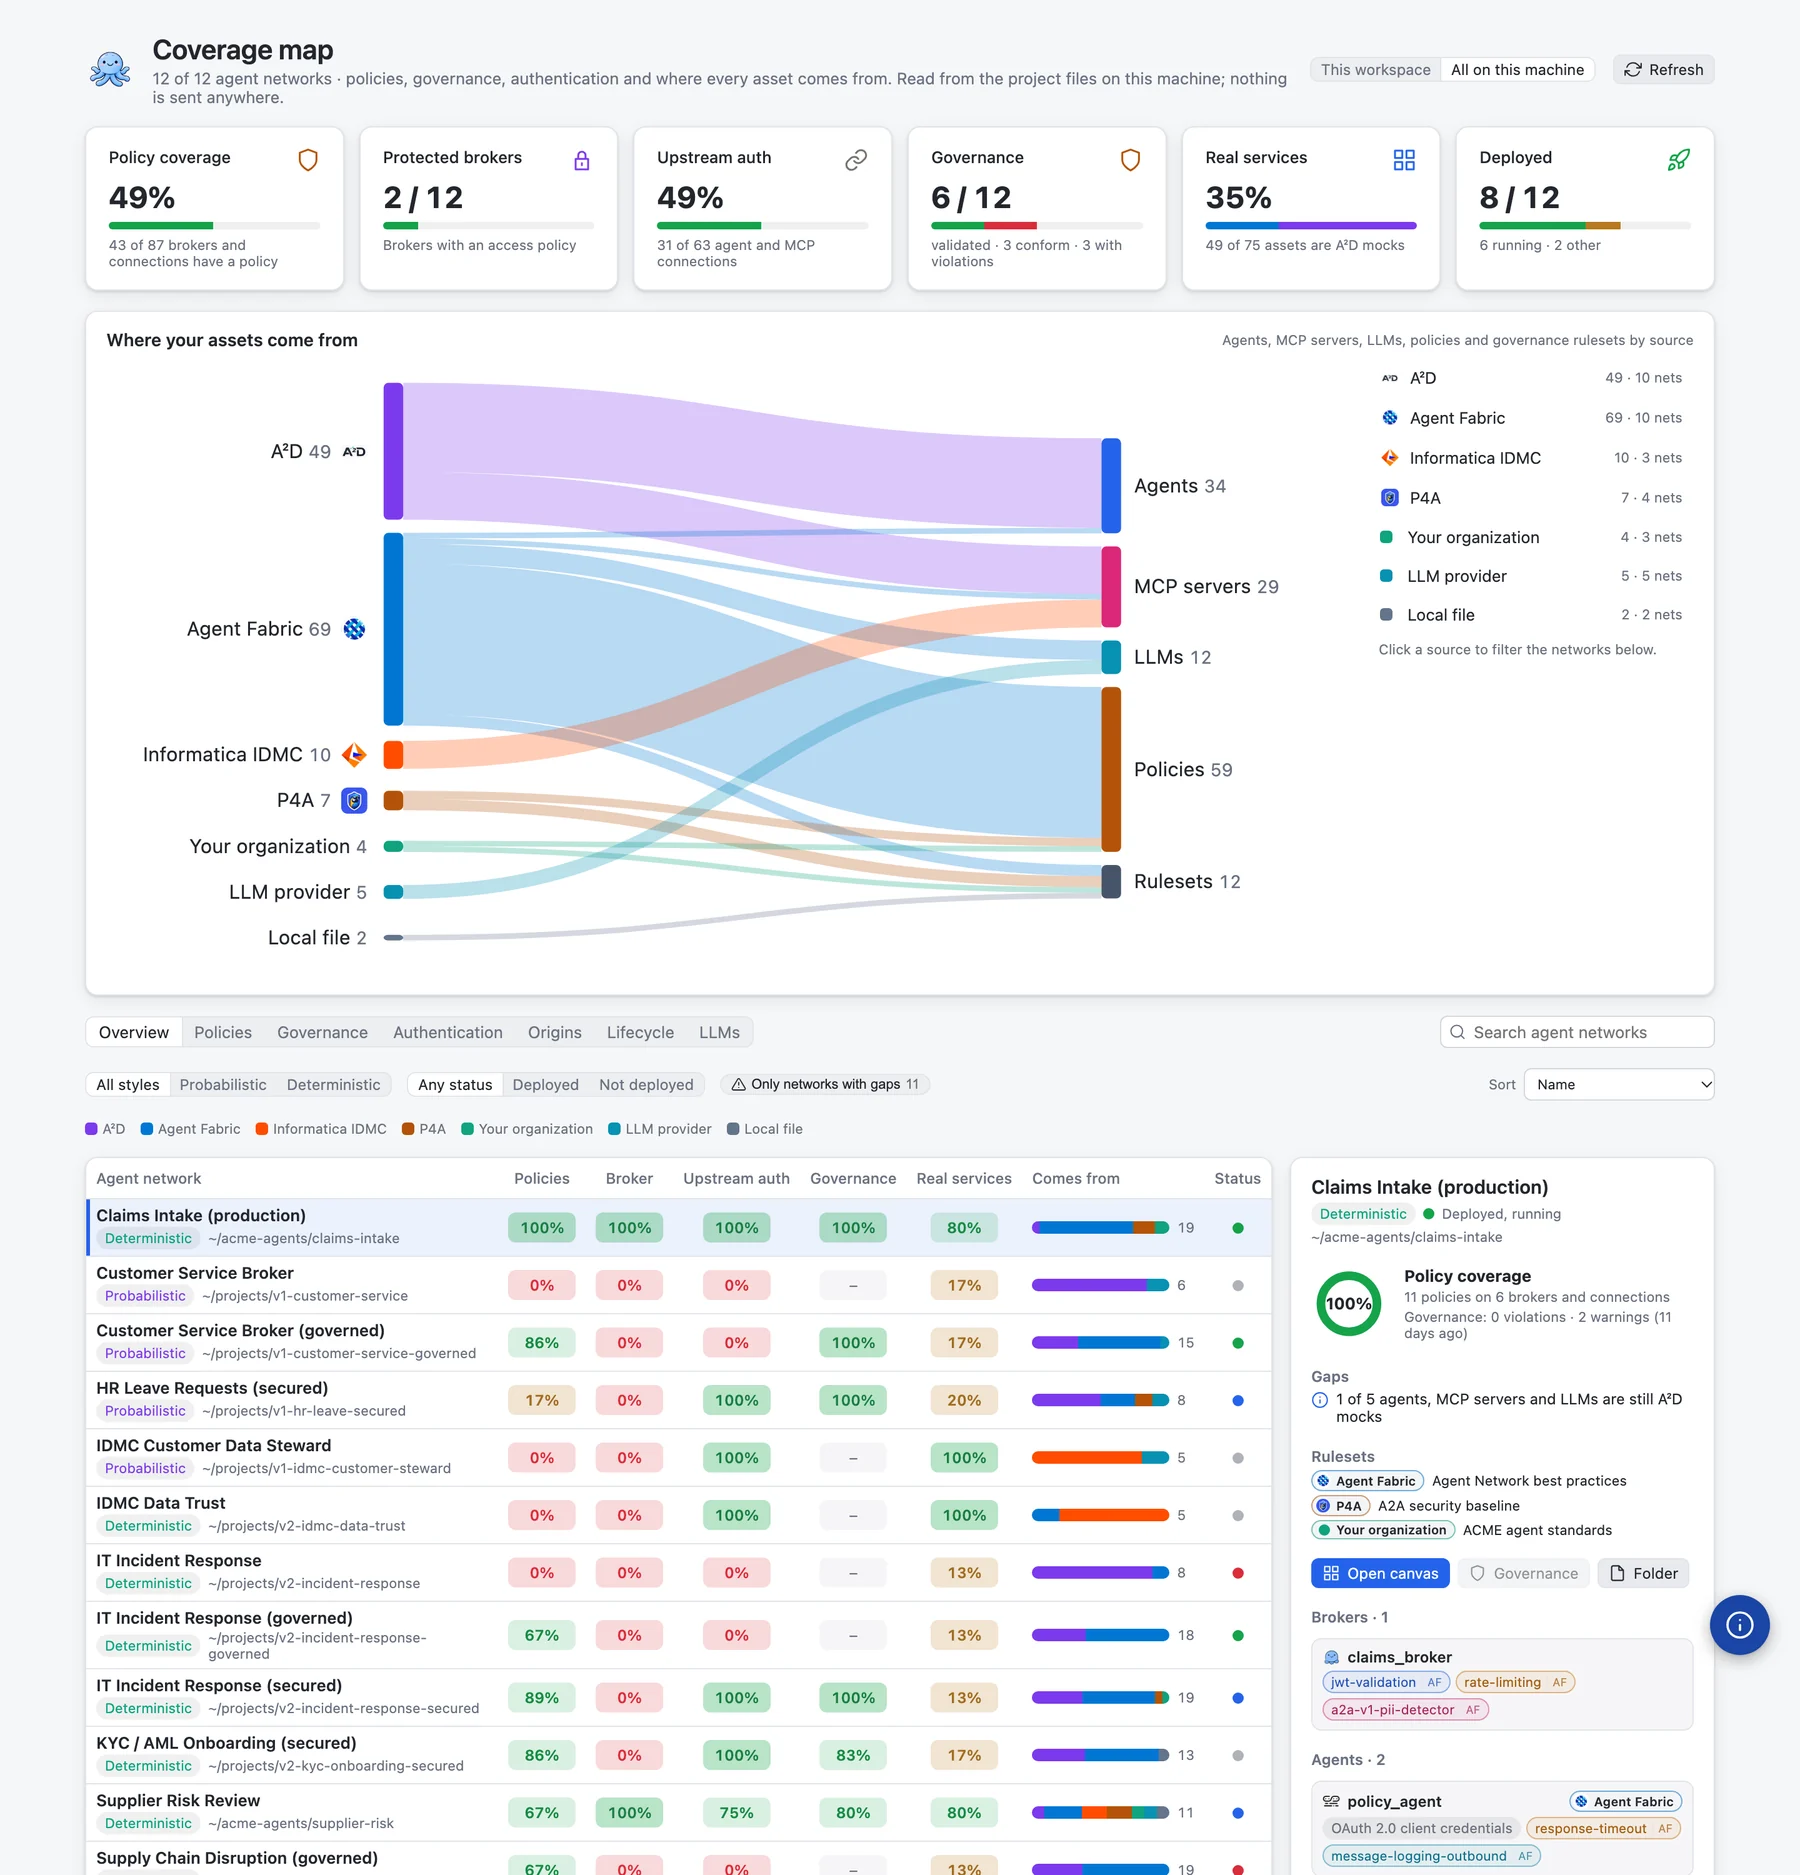 Coverage map
12 of 12 agent networks · policies, governance, authentication and where every asset comes from. Read from the project files on this machine; nothing
is sent anywhere.
This workspace
All on this machine
Refresh
Policy coverage
49%
43 of 87 brokers and
connections have a policy
Protected brokers
2 / 12
Brokers with an access policy
Upstream auth
49%
31 of 63 agent and MCP
connections
Governance
6 / 12
validated · 3 conform · 3 with
violations
Real services
35%
49 of 75 assets are A²D mocks
Deployed
8 / 12
6 running · 2 other
Where your assets come from
Agents, MCP servers, LLMs, policies and governance rulesets by source
A²D 49 A²D
Agent Fabric 69
Informatica IDMC 10
P4A 7
Your organization 4
LLM provider 5
Local file 2
Agents 34
MCP servers 29
LLMs 12
Policies 59
Rulesets 12
A²D A²D 49 · 10 nets
Agent Fabric 69 · 10 nets
Informatica IDMC 10 · 3 nets
P4A 7 · 4 nets
Your organization 4 · 3 nets
LLM provider 5 · 5 nets
Local file 2 · 2 nets
Click a source to filter the networks below.
Overview Policies Governance Authentication Origins Lifecycle LLMs
Search agent networks
All styles Probabilistic Deterministic
Any status Deployed Not deployed
Only networks with gaps 11
Sort Name
A²D Agent Fabric Informatica IDMC P4A Your organization LLM provider Local file
Agent network Policies Broker Upstream auth Governance Real services Comes from Status
Claims Intake (production)
Deterministic ~/acme-agents/claims-intake
100% 100% 100% 100% 80% 19
Customer Service Broker
Probabilistic ~/projects/v1-customer-service
0% 0% 0% – 17% 6
Customer Service Broker (governed)
Probabilistic ~/projects/v1-customer-service-governed
86% 0% 0% 100% 17% 15
HR Leave Requests (secured)
Probabilistic ~/projects/v1-hr-leave-secured
17% 0% 100% 100% 20% 8
IDMC Customer Data Steward
Probabilistic ~/projects/v1-idmc-customer-steward
0% 0% 100% – 100% 5
IDMC Data Trust
Deterministic ~/projects/v2-idmc-data-trust
0% 0% 100% – 100% 5
IT Incident Response
Deterministic ~/projects/v2-incident-response
0% 0% 0% – 13% 8
IT Incident Response (governed)
Deterministic ~/projects/v2-incident-response-
governed
67% 0% 0% – 13% 18
IT Incident Response (secured)
Deterministic ~/projects/v2-incident-response-secured
89% 0% 100% 100% 13% 19
KYC / AML Onboarding (secured)
Deterministic ~/projects/v2-kyc-onboarding-secured
86% 0% 100% 83% 17% 13
Supplier Risk Review
Deterministic ~/acme-agents/supplier-risk
67% 100% 75% 80% 80% 11
Supply Chain Disruption (governed)
67% 0% 0% – 13% 19
Claims Intake (production)
Deterministic Deployed, running
~/acme-agents/claims-intake
100%
Policy coverage
11 policies on 6 brokers and connections
Governance: 0 violations · 2 warnings (11
days ago)
Gaps
1 of 5 agents, MCP servers and LLMs are still A²D
mocks
Rulesets
Agent Fabric Agent Network best practices
P4A A2A security baseline
Your organization ACME agent standards
Open canvas Governance Folder
Brokers · 1
claims_broker
jwt-validation AF rate-limiting AF
a2a-v1-pii-detector AF
Agents · 2
policy_agent Agent Fabric
OAuth 2.0 client credentials response-timeout AF
message-logging-outbound AF